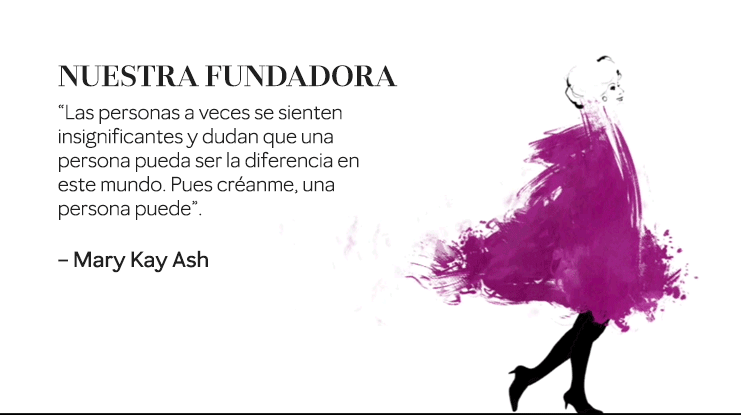 NUESTRA FUNDADORA
“Las personas a veces se sienten
insignificantes y dudan que una
persona pueda ser la diferencia en
este mundo. Pues créanme, una
persona puede”.
– Mary Kay Ash